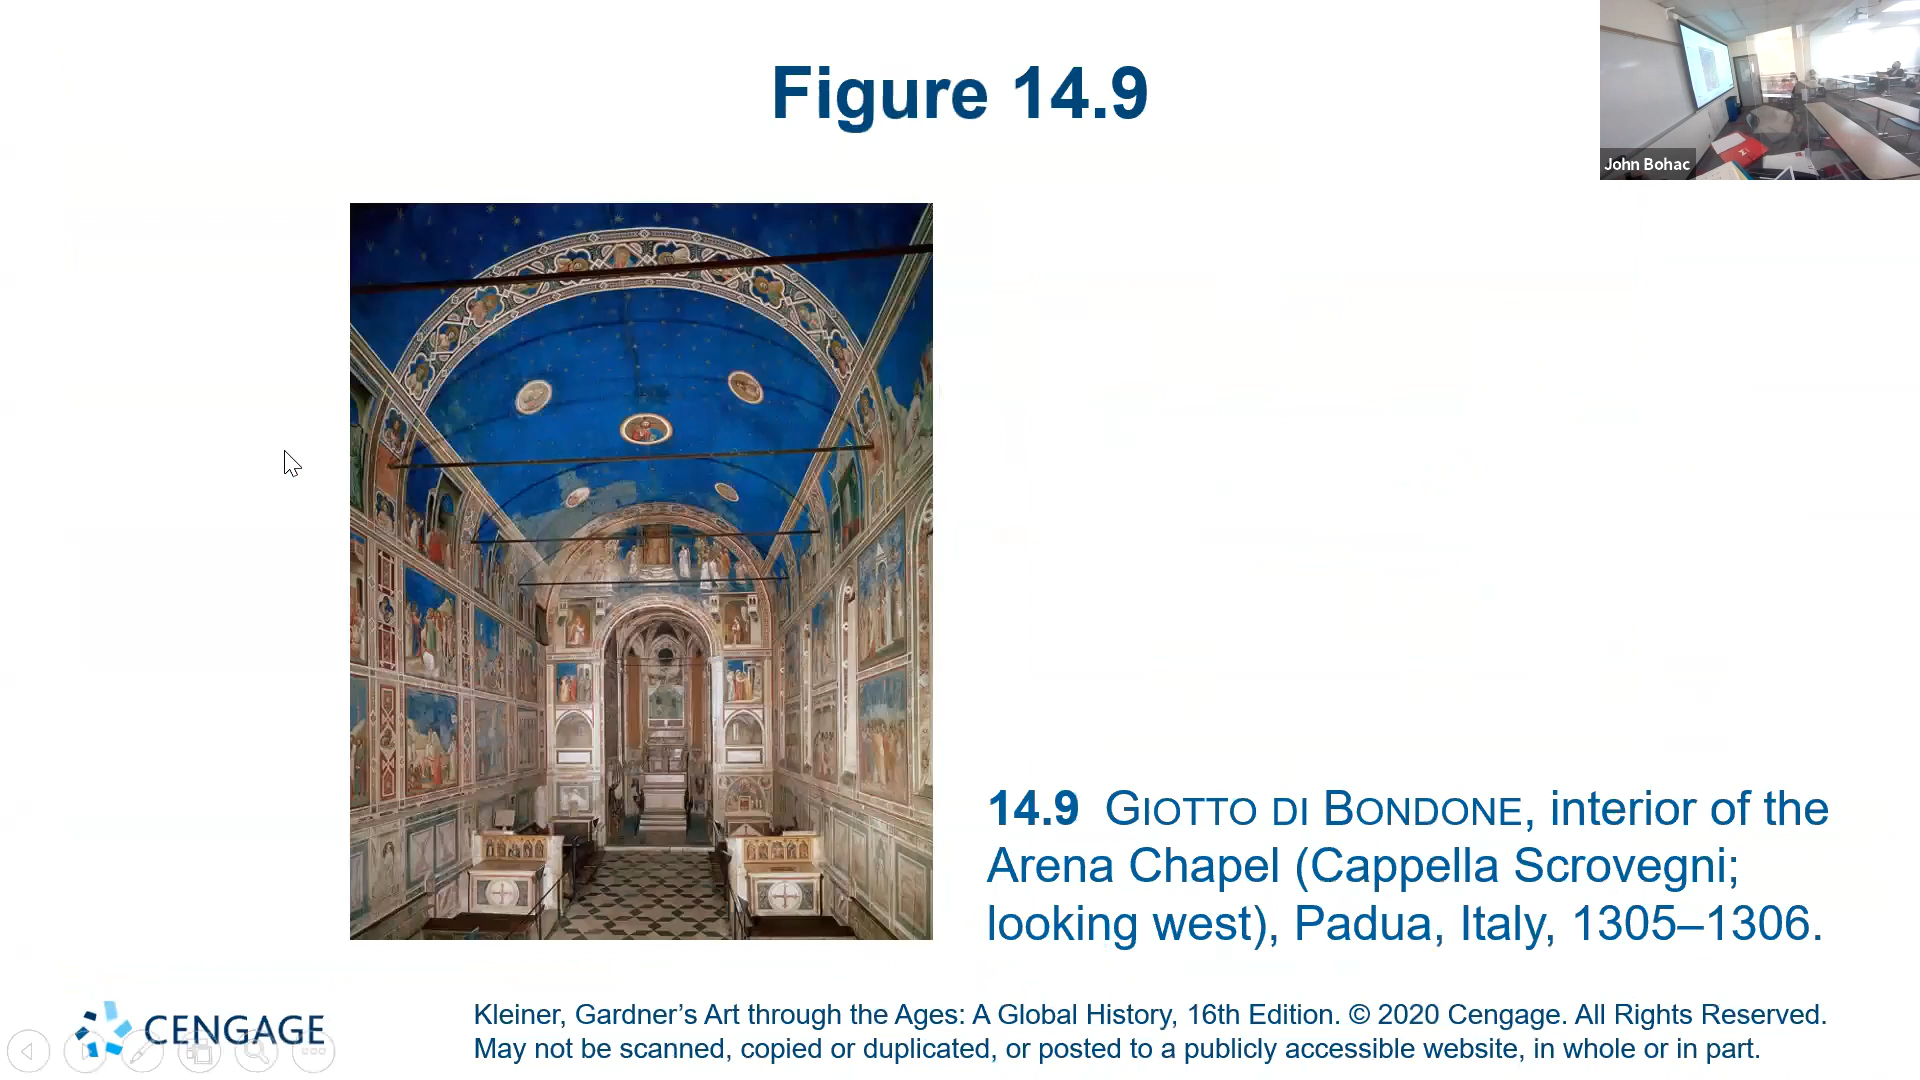 Figure 14.9
John Bohac
14.9 GIOTTO DI BONDONE, interior of the
Arena Chapel (Cappella Scrovegni;
looking west), Padua, Italy, 1305–1306.
CENGAGE
Kleiner, Gardner’s Art through the Ages: A Global History, 16th Edition. © 2020 Cengage. All Rights Reserved.
May not be scanned, copied or duplicated, or posted to a publicly accessible website, in whole or in part.